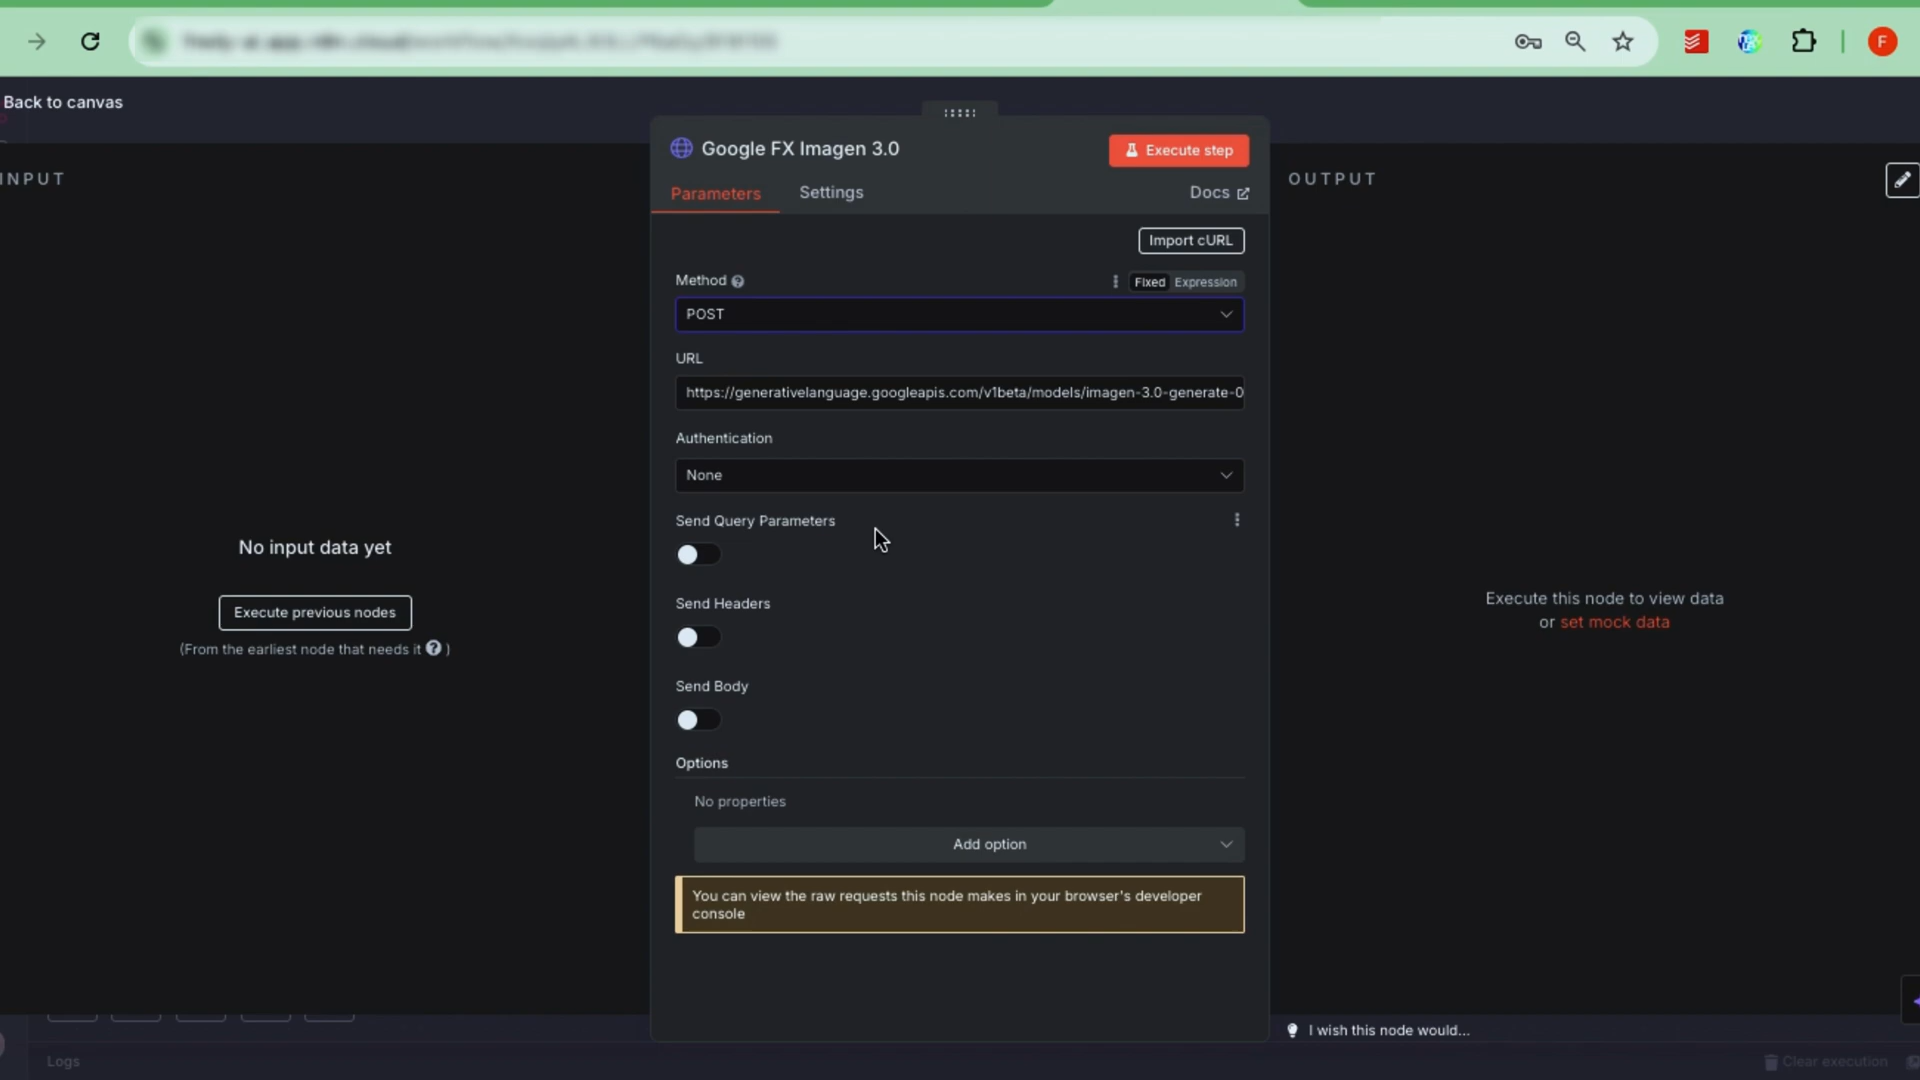 F
Back to canvas
INPUT
Google FX Imagen 3.0
Execute step
OUTPUT
Parameters
Settings
Docs
Import cURL
Method
Fixed
Expression
POST
URL
https://generativelanguage.googleapis.com/v1beta/models/imagen-3.0-generate-0
Authentication
None
Send Query Parameters
No input data yet
Execute previous nodes
(From the earliest node that needs it ? )
Send Headers
Execute this node to view data
or set mock data
Send Body
Options
No properties
Add option
You can view the raw requests this node makes in your browser's developer
console
I wish this node would...
Logs
Clear execution